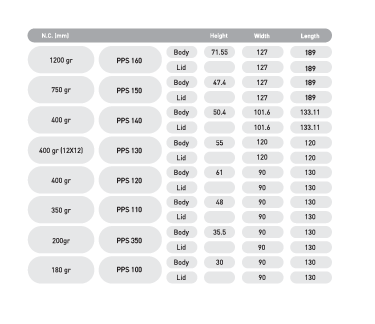 N.G. (mm) Height Width Length
1200 gr PPS 160 Body 71.55 127 189
Lid 127 189
750 gr PPS 150 Body 47.4 127 189
Lid 127 189
400 gr PPS 140 Body 50.4 101.6 133.11
Lid 101.6 133.11
400 gr (12X12) PPS 130 Body 55 120 120
Lid 120 120
400 gr PPS 120 Body 61 90 130
Lid 90 130
350 gr PPS 110 Body 48 90 130
Lid 90 130
200gr PPS 350 Body 35.5 90 130
Lid 90 130
180 gr PPS 100 Body 30 90 130
Lid 90 130